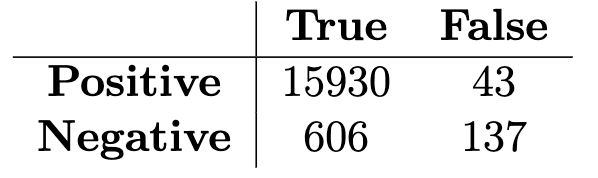 True False
Positive 15930 43
Negative 606 137